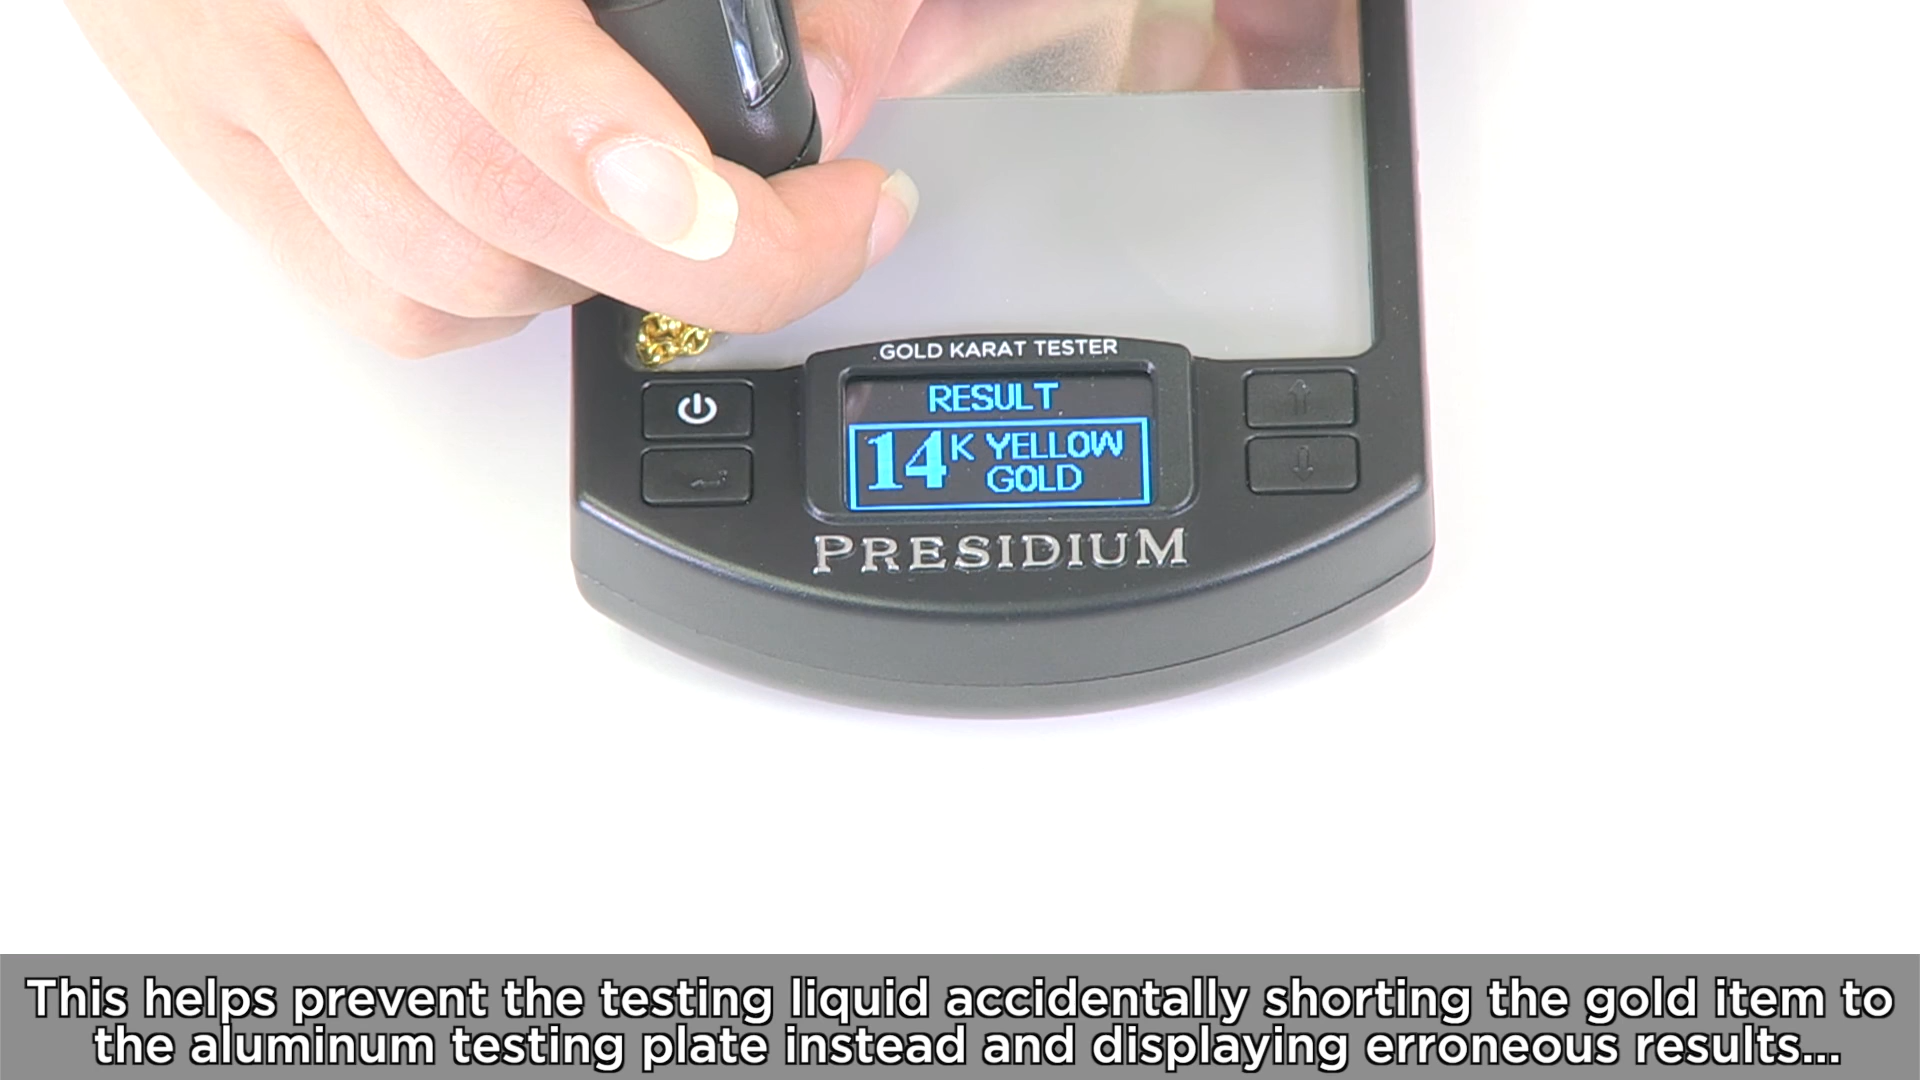 GOLD KARAT TESTER
RESULT
14K YELLOW
GOLD
PRESIDIUM
This helps prevent the testing liquid accidentally shorting the gold item to
the aluminum testing plate instead and displaying erroneous results...